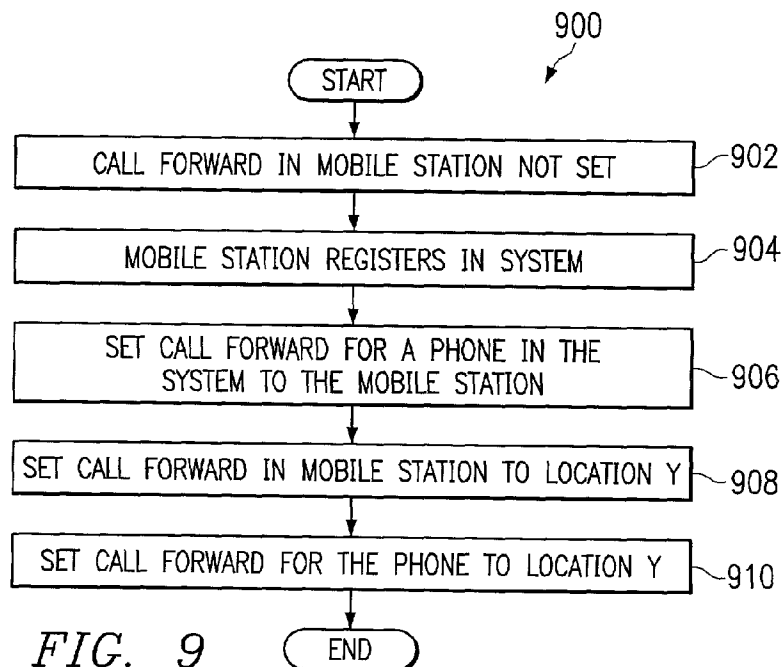 900
START
CALL FORWARD IN MOBILE STATION NOT SET
902
MOBILE STATION REGISTERS IN SYSTEM
904
SET CALL FORWARD FOR A PHONE IN THE
SYSTEM TO THE MOBILE STATION
906
SET CALL FORWARD IN MOBILE STATION TO LOCATION Y
908
SET CALL FORWARD FOR THE PHONE TO LOCATION Y
910
FIG. 9
END